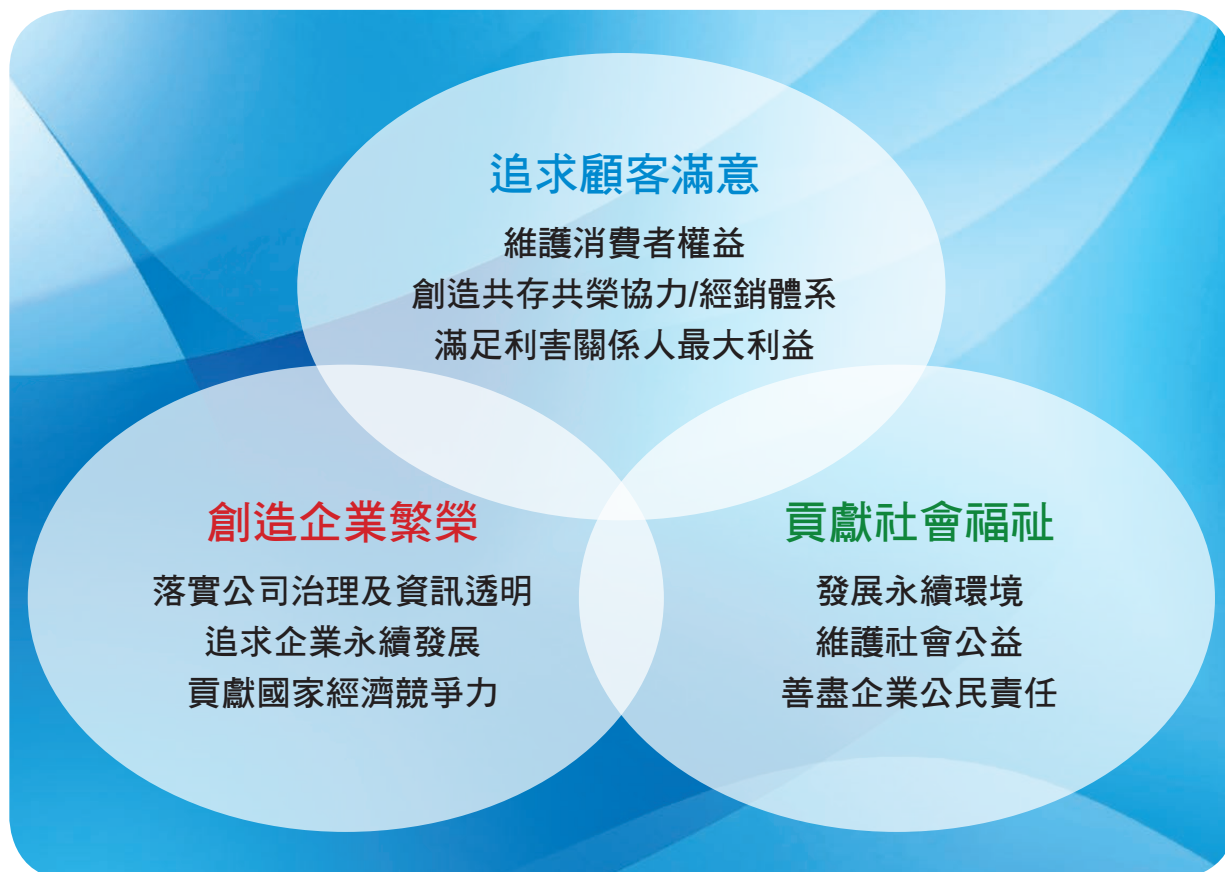 追求顧客滿意
維護消費者權益
創造共存共榮協力/經銷體系
滿足利害關係人最大利益
創造企業繁榮
落實公司治理及資訊透明
追求企業永續發展
貢獻國家經濟競爭力
貢獻社會福祉
發展永續環境
維護社會公益
善盡企業公民責任